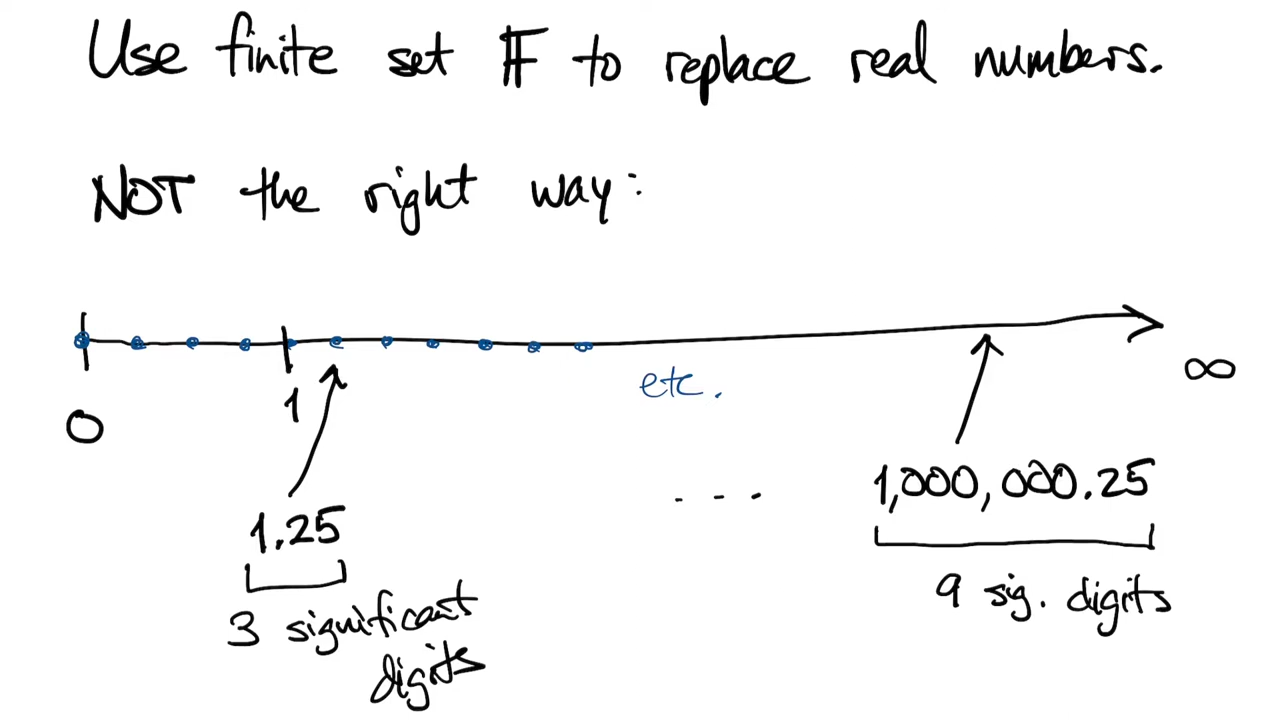 Use finite set 𝔽 to replace real numbers.
NOT the right way:
etc.
∞
1
0
. . .
1,000,000.25
1.25
9 sig. digits
3 significant
digits